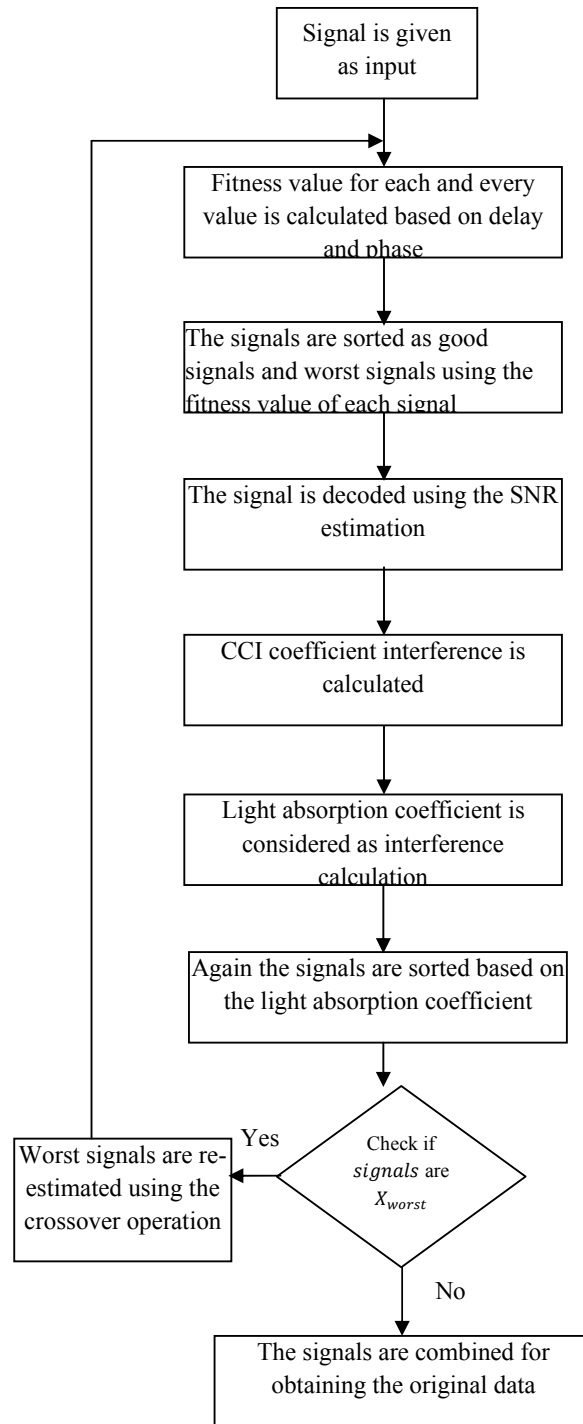 Signal is given
as input
Fitness value for each and every
value is calculated based on delay
and phase
The signals are sorted as good
signals and worst signals using the
fitness value of each signal
The signal is decoded using the SNR
estimation
CCI coefficient interference is
calculated
Light absorption coefficient is
considered as interference
calculation
Again the signals are sorted based on
the light absorption coefficient
Check if
signals are
X_worst
Yes
Worst signals are re-
estimated using the
crossover operation
No
The signals are combined for
obtaining the original data